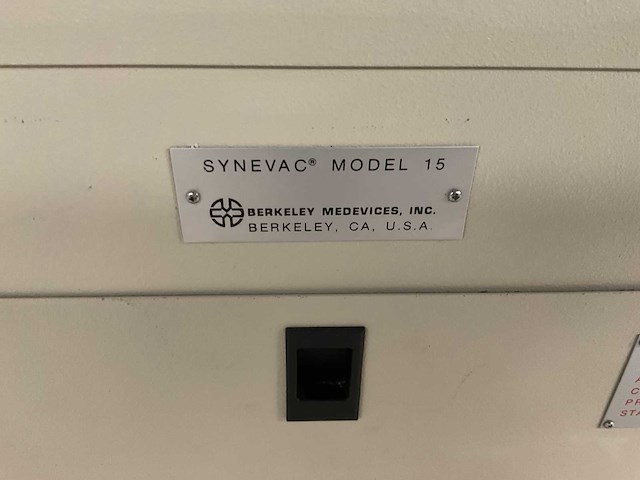 SYNEVAC® MODEL 15
BERKELEY MEDEVICES, INC.
BERKELEY, CA, U.S.A.